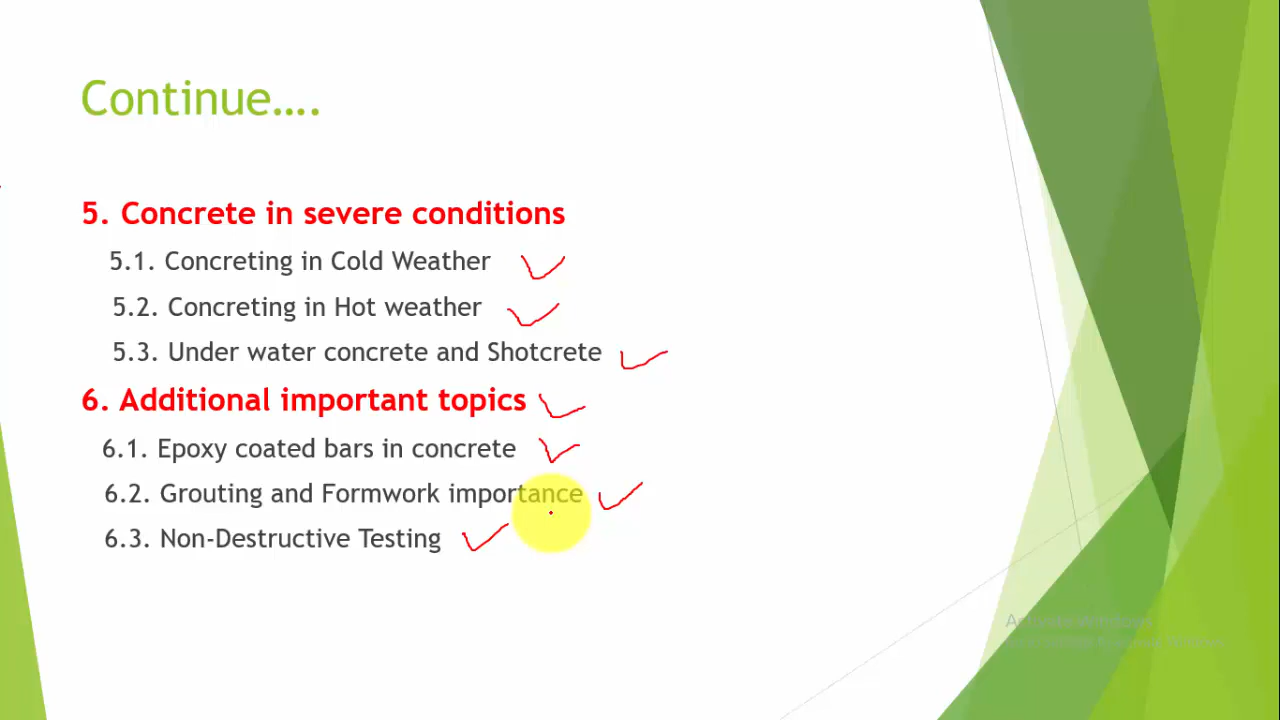 Continue....
5. Concrete in severe conditions
5.1. Concreting in Cold Weather
5.2. Concreting in Hot weather
5.3. Under water concrete and Shotcrete
6. Additional important topics
6.1. Epoxy coated bars in concrete
6.2. Grouting and Formwork importance
6.3. Non-Destructive Testing
Activate Windows